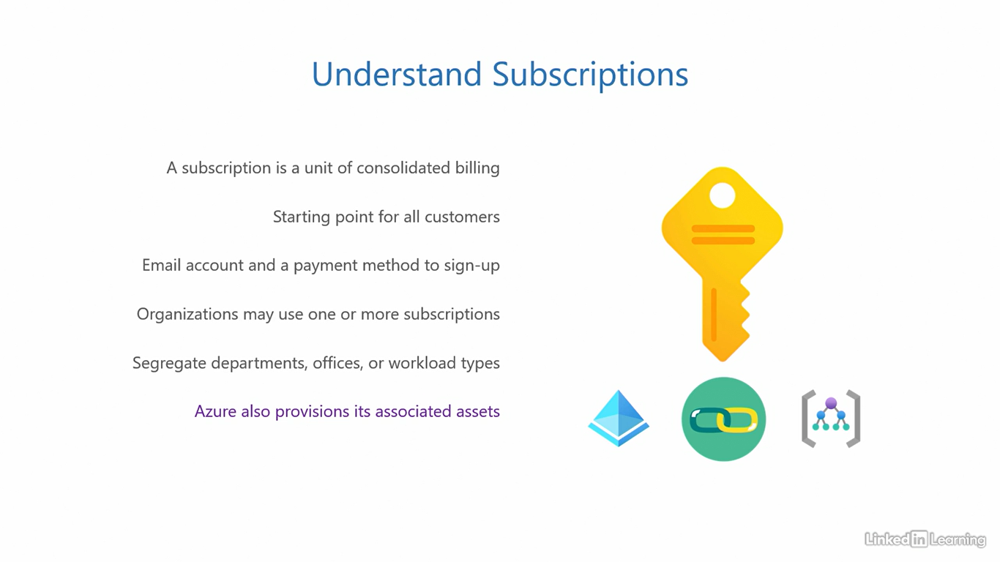 Understand Subscriptions
A subscription is a unit of consolidated billing
Starting point for all customers
Email account and a payment method to sign-up
Organizations may use one or more subscriptions
Segregate departments, offices, or workload types
Azure also provisions its associated assets
Linked in Learning